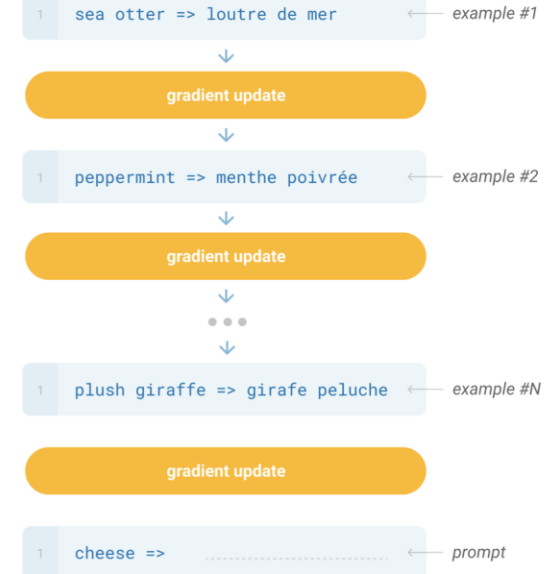 1 sea otter => loutre de mer example #1
gradient update
1 peppermint => menthe poivrée example #2
gradient update
1 plush giraffe => girafe peluche example #N
gradient update
1 cheese => prompt